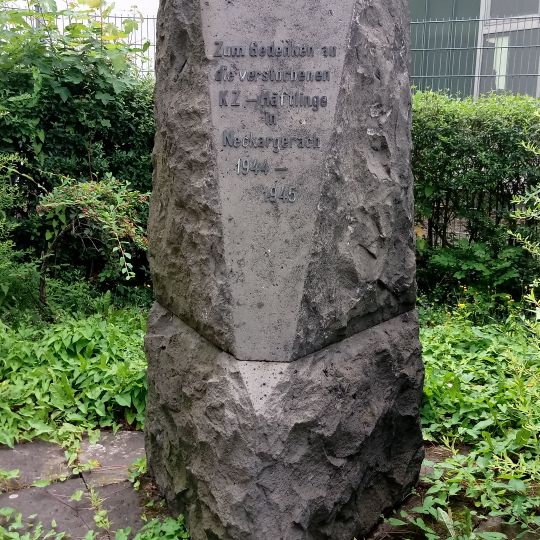 Zum Gedenken an
die verstorbenen
KZ-Häftlinge
in
Neckargerach
1944 -
1945